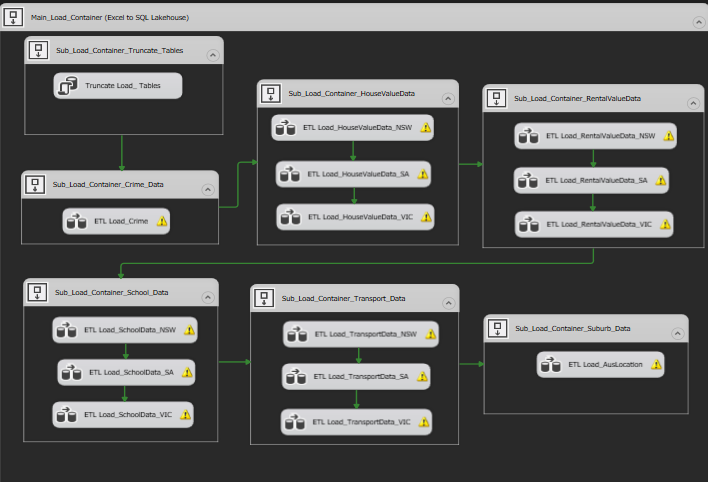 Main_Load_Container (Excel to SQL Lakehouse)
Sub_Load_Container_Truncate_Tables
Truncate Load_ Tables
Sub_Load_Container_Crime_Data
ETL Load_Crime
Sub_Load_Container_HouseValueData
ETL Load_HouseValueData_NSW
ETL Load_HouseValueData_SA
ETL Load_HouseValueData_VIC
Sub_Load_Container_RentalValueData
ETL Load_RentalValueData_NSW
ETL Load_RentalValueData_SA
ETL Load_RentalValueData_VIC
Sub_Load_Container_School_Data
ETL Load_SchoolData_NSW
ETL Load_SchoolData_SA
ETL Load_SchoolData_VIC
Sub_Load_Container_Transport_Data
ETL Load_TransportData_NSW
ETL Load_TransportData_SA
ETL Load_TransportData_VIC
Sub_Load_Container_Suburb_Data
ETL Load_AusLocation